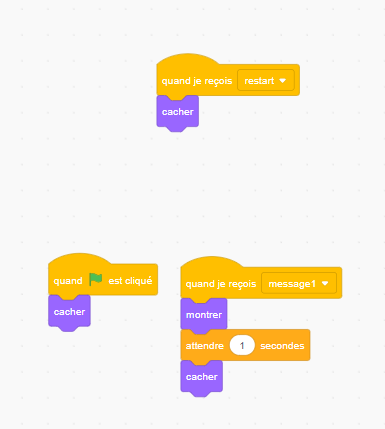 quand je reçois restart
cacher
quand est cliqué
cacher
quand je reçois message1
montrer
attendre 1 secondes
cacher